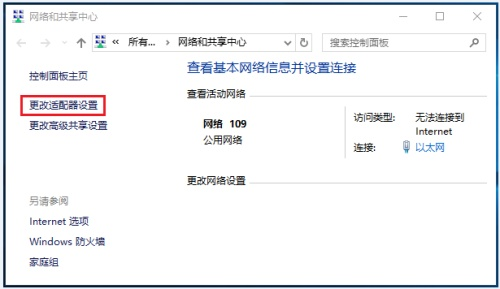 网络和共享中心
« 所有... > 网络和共享中心
搜索控制面板
控制面板主页
更改适配器设置
更改高级共享设置
查看基本网络信息并设置连接
查看活动网络
网络 109
公用网络
访问类型: 无法连接到
Internet
连接: 以太网
更改网络设置
另请参阅
Internet 选项
Windows 防火墙
家庭组